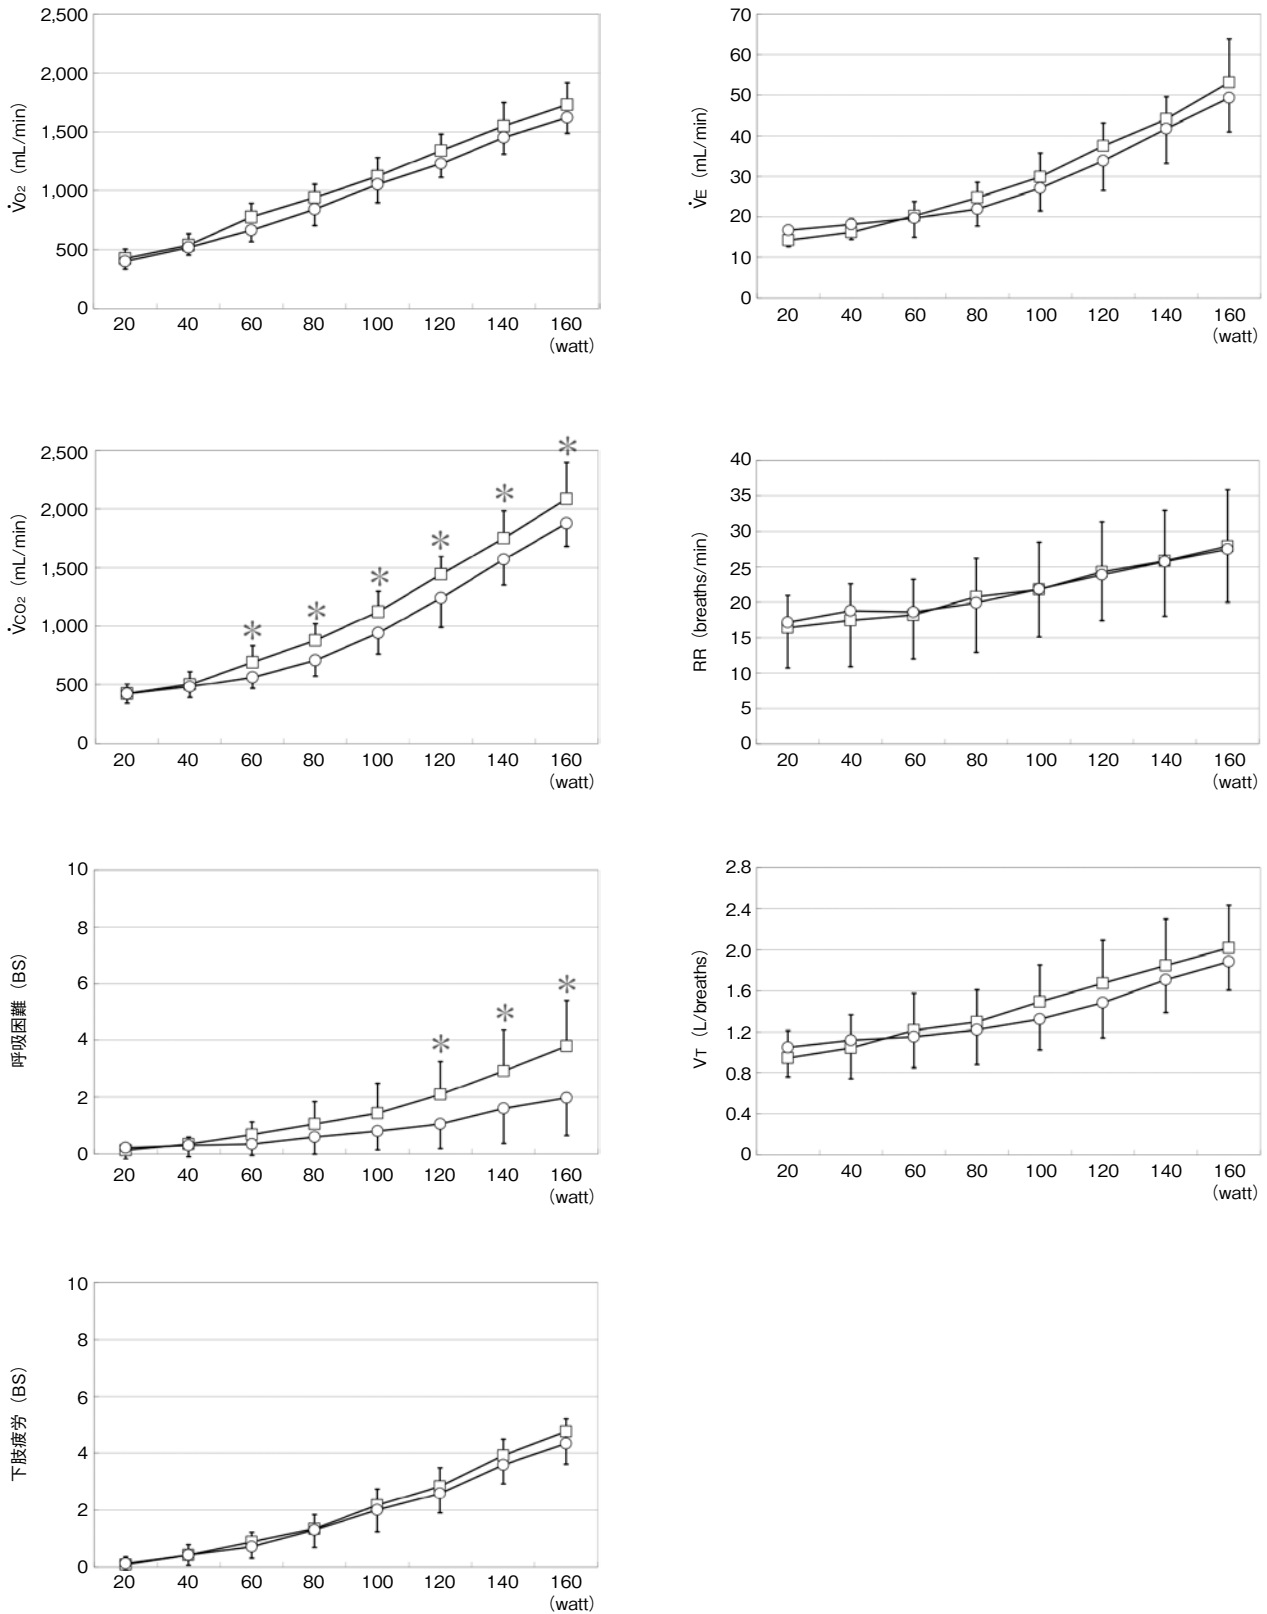 2,500
2,000
1,500
1,000
500
0
V̇O₂（mL/min）
20 40 60 80 100 120 140 160
（watt）
70
60
50
40
30
20
10
0
V̇E（mL/min）
20 40 60 80 100 120 140 160
（watt）
2,500
2,000
1,500
1,000
500
0
V̇CO₂（mL/min）
＊ ＊ ＊ ＊ ＊ ＊
20 40 60 80 100 120 140 160
（watt）
40
35
30
25
20
15
10
5
0
RR（breaths/min）
20 40 60 80 100 120 140 160
（watt）
10
8
6
4
2
0
呼吸困難（BS）
＊ ＊ ＊
20 40 60 80 100 120 140 160
（watt）
2.8
2.4
2.0
1.6
1.2
0.8
0.4
0
VT（L/breaths）
20 40 60 80 100 120 140 160
（watt）
10
8
6
4
2
0
下肢疲労（BS）
20 40 60 80 100 120 140 160
（watt）